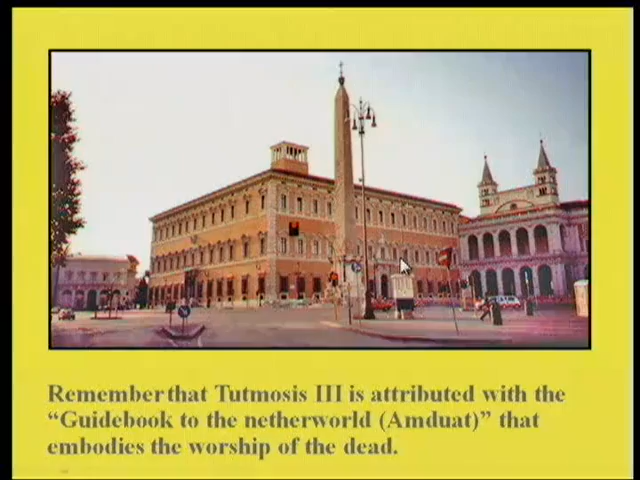 Remember that Tutmosis III is attributed with the
“Guidebook to the netherworld (Amduat)” that
embodies the worship of the dead.